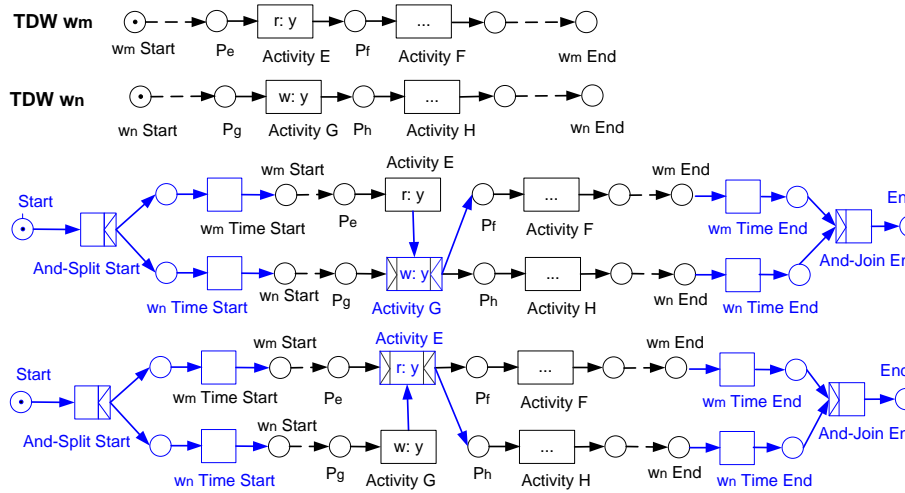 TDW wm
r: y
...
wm Start
Pe
Activity E
Pf
Activity F
wm End
TDW wn
w: y
...
wn Start
Pg
Activity G
Ph
Activity H
wn End
Activity E
wm Start
wm End
Start
r: y
...
End
Pe
Pf
wm Time Start
Activity F
wm Time End
And-Split Start
wn Start
w: y
...
wn End
And-Join En
Pg
Ph
wn Time Start
Activity G
Activity H
wn Time End
Activity E
wm Start
wm End
Start
r: y
...
End
wm Time Start
Pe
Pf
Activity F
wm Time End
And-Split Start
wn Start
w: y
...
And-Join En
Pg
Ph
wn Time Start
Activity G
Activity H
wn End
wn Time End